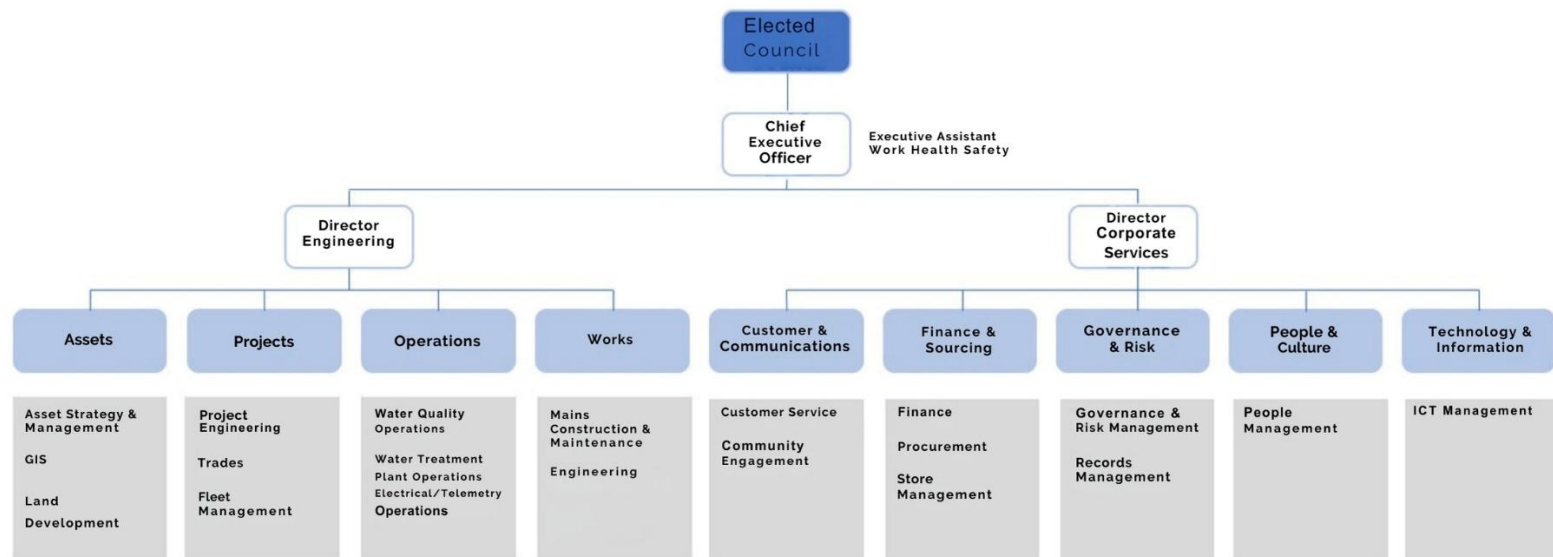 Elected
Council
Chief
Executive
Officer
Executive Assistant
Work Health Safety
Director
Engineering
Director
Corporate
Services
Assets
Projects
Operations
Works
Customer &
Communications
Finance &
Sourcing
Governance
& Risk
People &
Culture
Technology &
Information
Asset Strategy &
Management
GIS
Land
Development
Project
Engineering
Trades
Fleet
Management
Water Quality
Operations
Water Treatment
Plant Operations
Electrical/Telemetry
Operations
Mains
Construction &
Maintenance
Engineering
Customer Service
Community
Engagement
Finance
Procurement
Store
Management
Governance &
Risk Management
Records
Management
People
Management
ICT Management